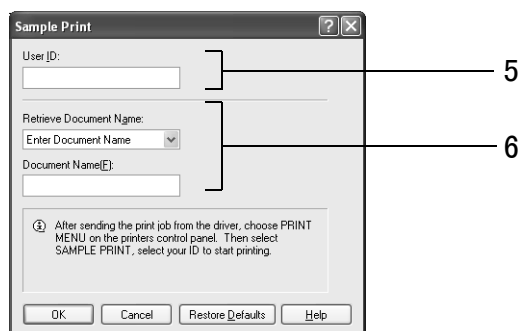 Sample Print
User ID:
5
Retrieve Document Name:
Enter Document Name
6
Document Name(F):
After sending the print job from the driver, choose PRINT
MENU on the printers control panel. Then select
SAMPLE PRINT, select your ID to start printing.
OK Cancel Restore Defaults Help